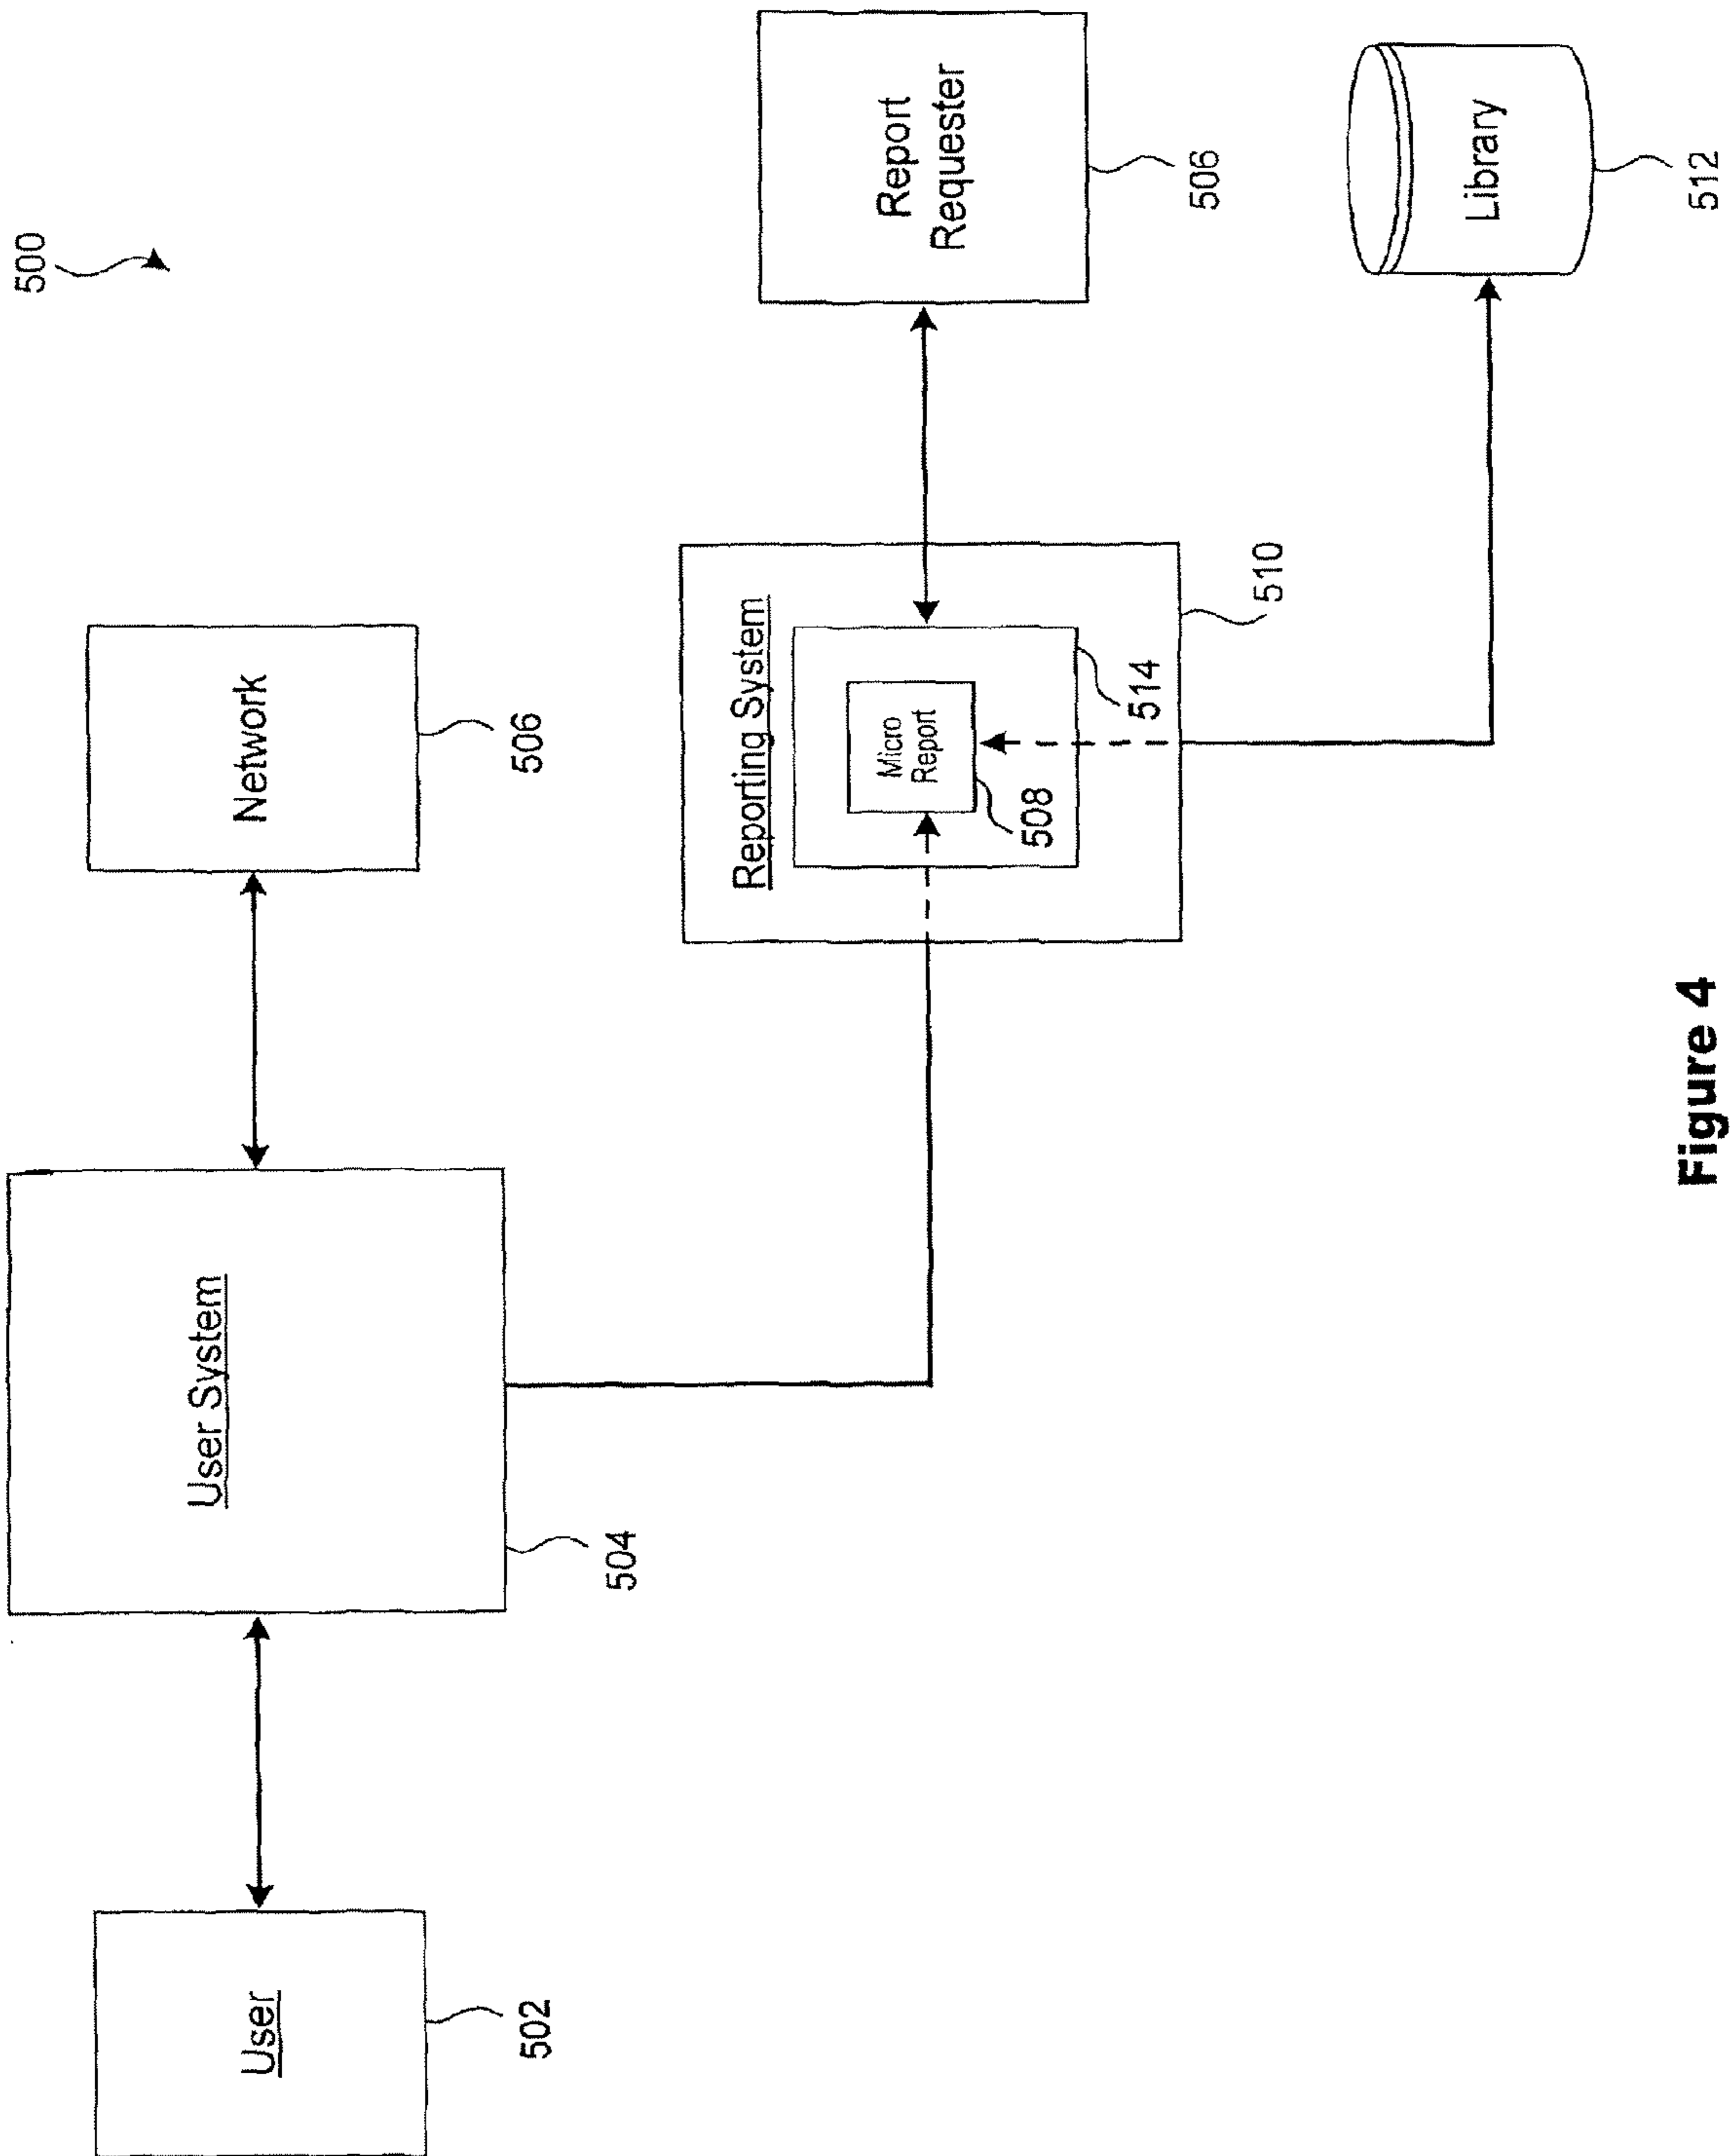 500
User
502
User System
504
Network
506
Reporting System
Micro
Report
508
514
510
Report
Requester
506
Library
512
Figure 4